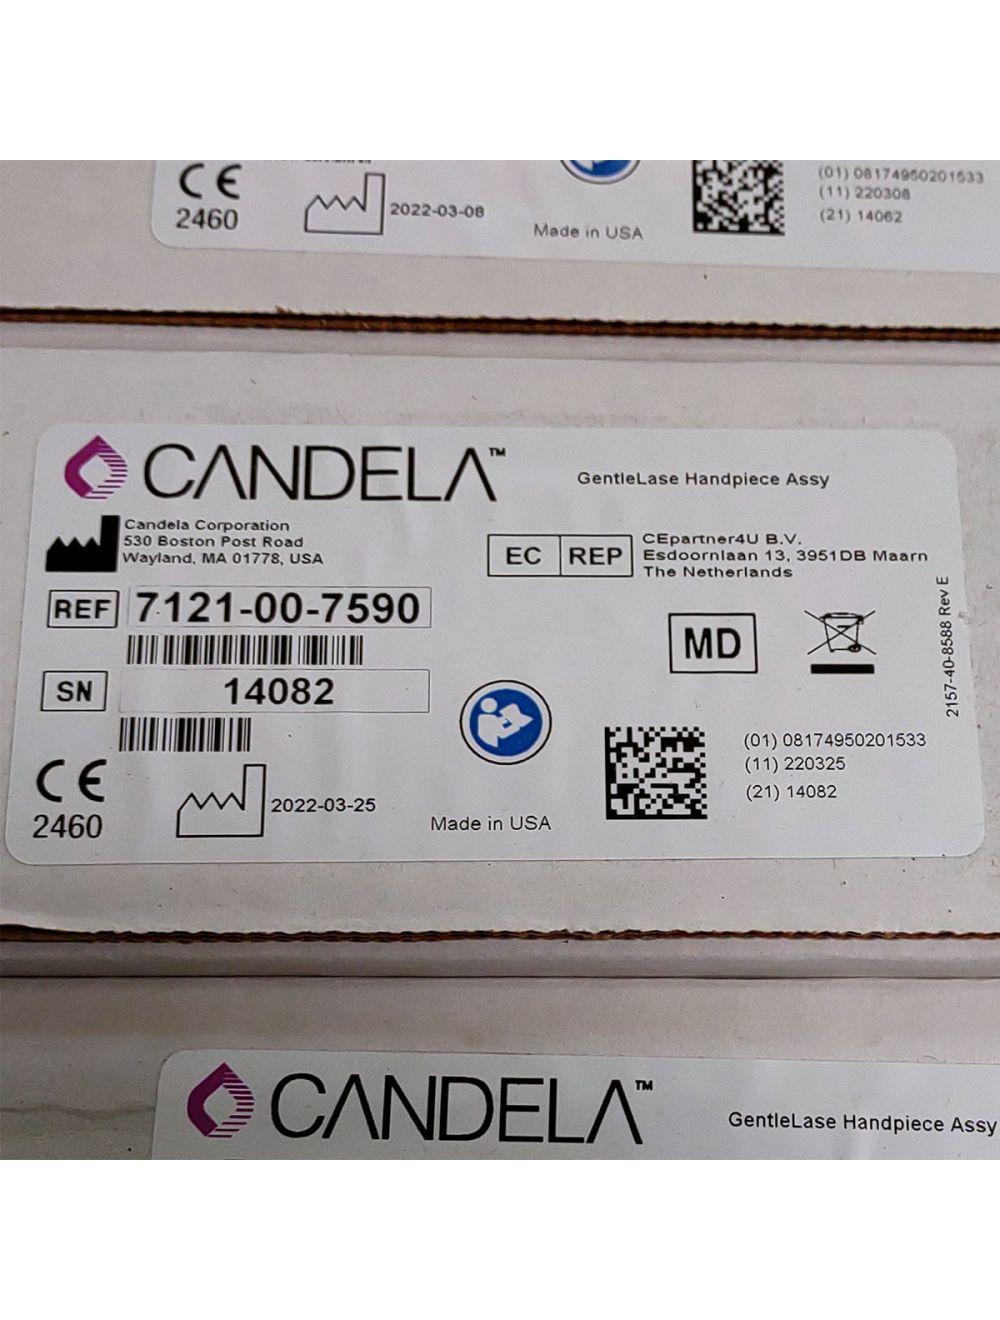 CE
2460
2022-03-08
Made in USA
(01) 08174950201533
(11) 220308
(21) 14062
CANDELA™
GentleLase Handpiece Assy
Candela Corporation
530 Boston Post Road
Wayland, MA 01778, USA
EC REP
CEpartner4U B.V.
Esdoornlaan 13, 3951DB Maarn
The Netherlands
REF 7121-00-7590
MD
SN 14082
2157-40-8588 Rev E
CE
2460
2022-03-25
Made in USA
(01) 08174950201533
(11) 220325
(21) 14082
CANDELA™
GentleLase Handpiece Assy